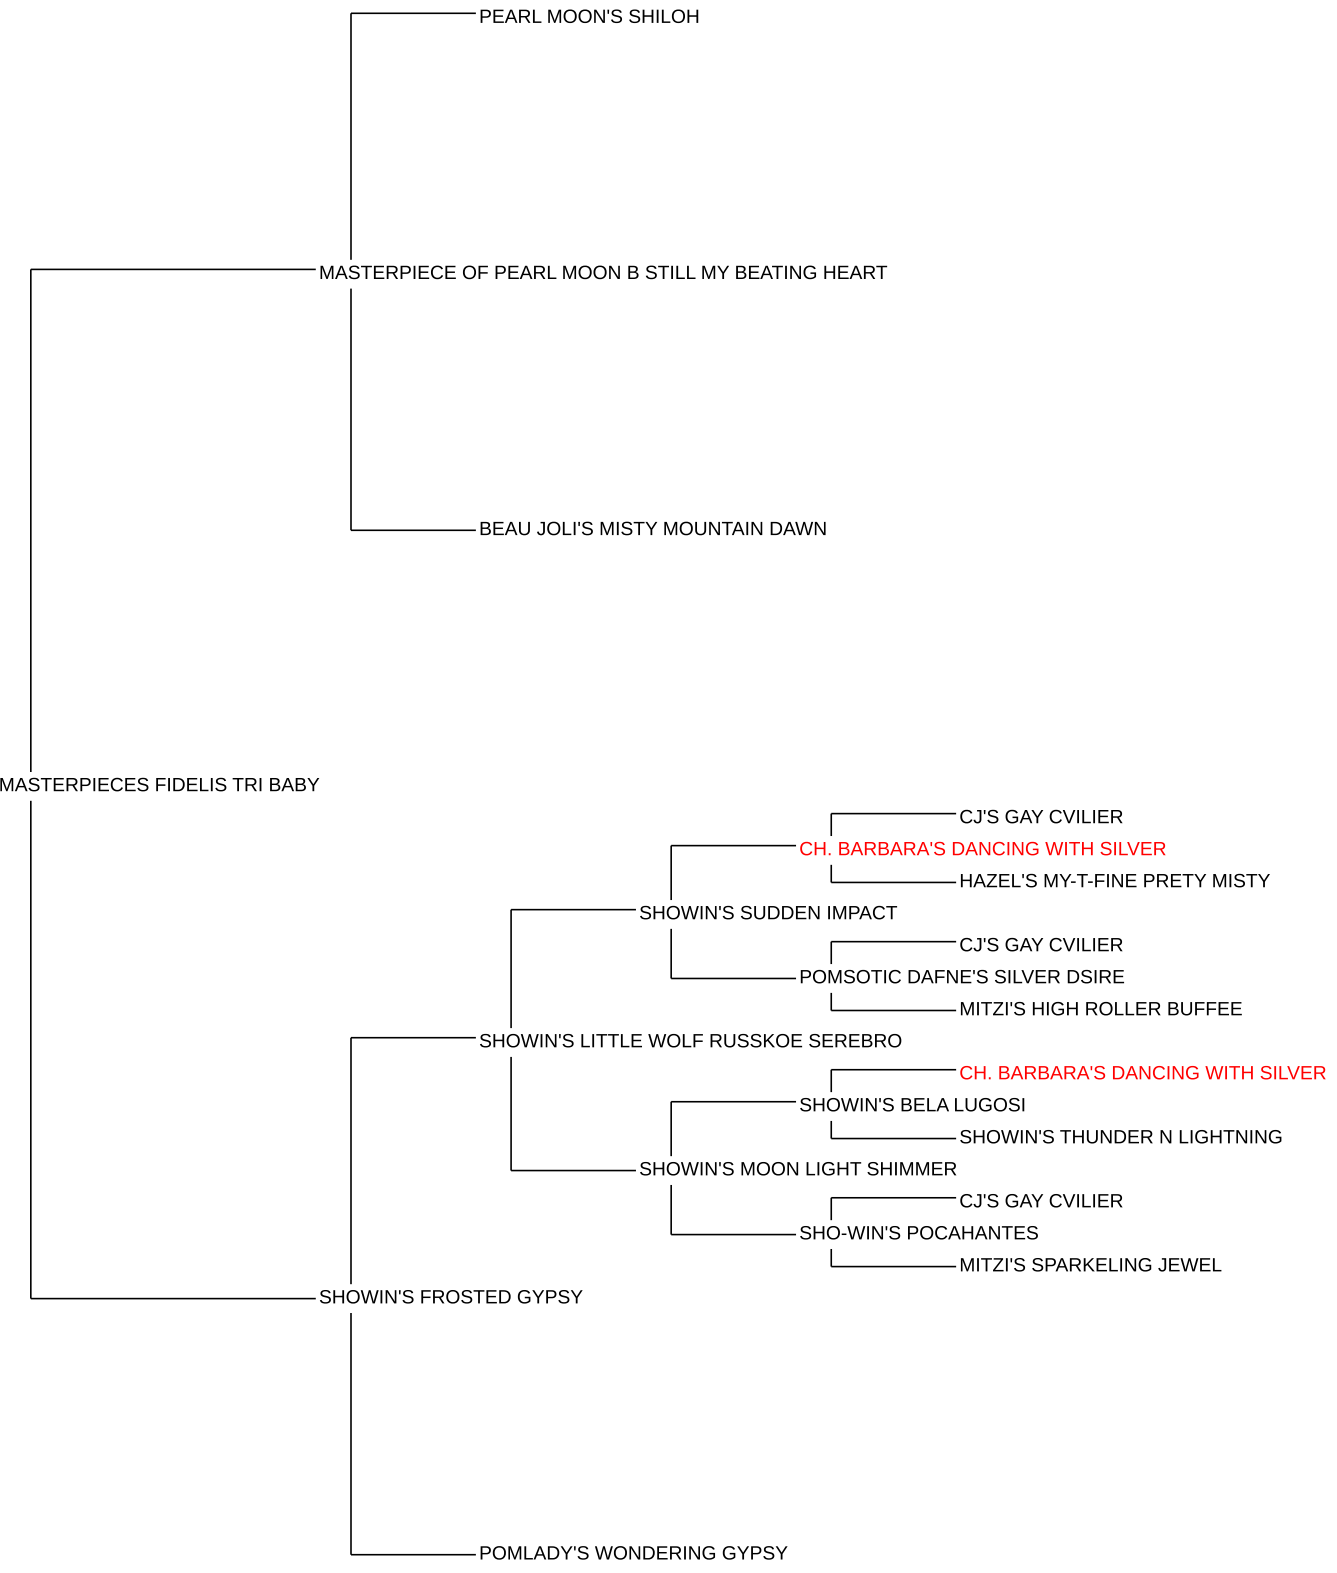 PEARL MOON'S SHILOH
MASTERPIECE OF PEARL MOON B STILL MY BEATING HEART
BEAU JOLI'S MISTY MOUNTAIN DAWN
MASTERPIECES FIDELIS TRI BABY
CJ'S GAY CVILIER
CH. BARBARA'S DANCING WITH SILVER
HAZEL'S MY-T-FINE PRETY MISTY
SHOWIN'S SUDDEN IMPACT
CJ'S GAY CVILIER
POMSOTIC DAFNE'S SILVER DSIRE
MITZI'S HIGH ROLLER BUFFEE
SHOWIN'S LITTLE WOLF RUSSKOE SEREBRO
CH. BARBARA'S DANCING WITH SILVER
SHOWIN'S BELA LUGOSI
SHOWIN'S THUNDER N LIGHTNING
SHOWIN'S MOON LIGHT SHIMMER
CJ'S GAY CVILIER
SHO-WIN'S POCAHANTES
MITZI'S SPARKELING JEWEL
SHOWIN'S FROSTED GYPSY
POMLADY'S WONDERING GYPSY